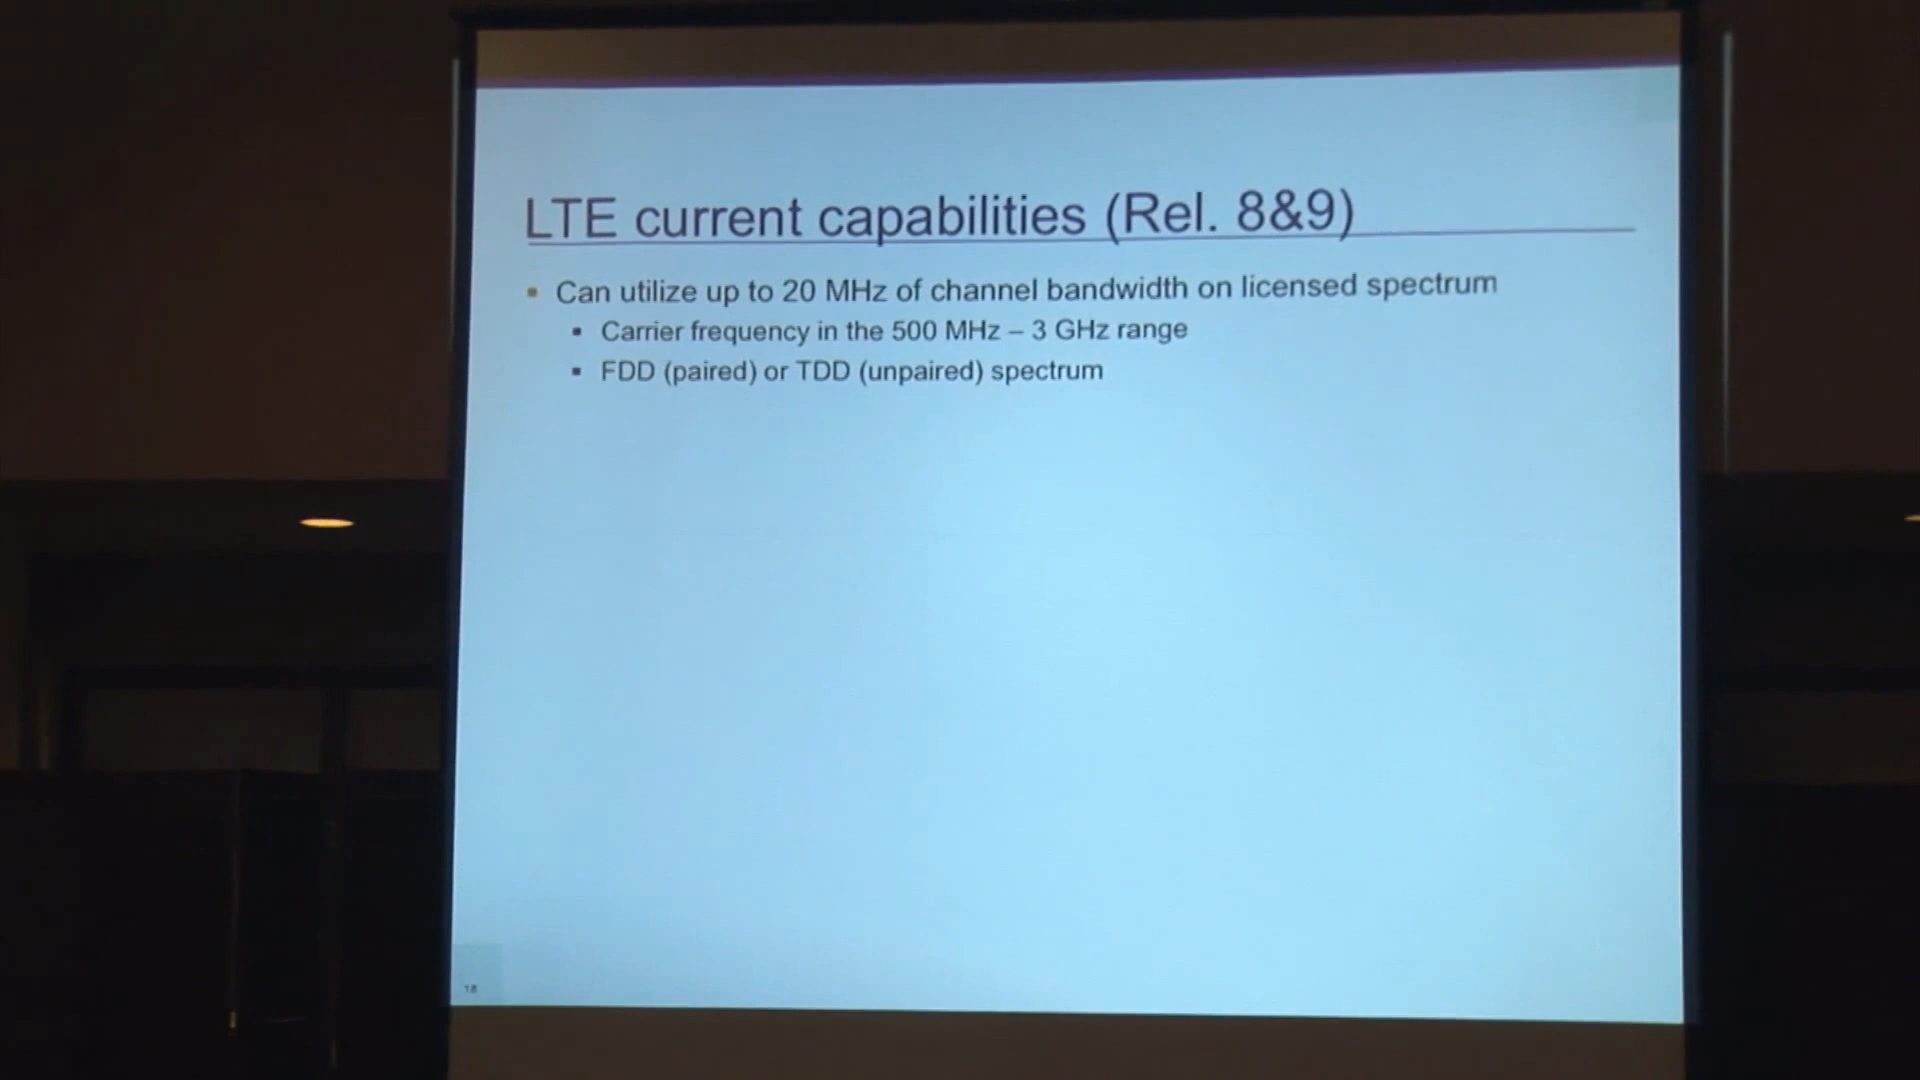 LTE current capabilities (Rel. 8&9)
▪ Can utilize up to 20 MHz of channel bandwidth on licensed spectrum
▪ Carrier frequency in the 500 MHz – 3 GHz range
▪ FDD (paired) or TDD (unpaired) spectrum
18